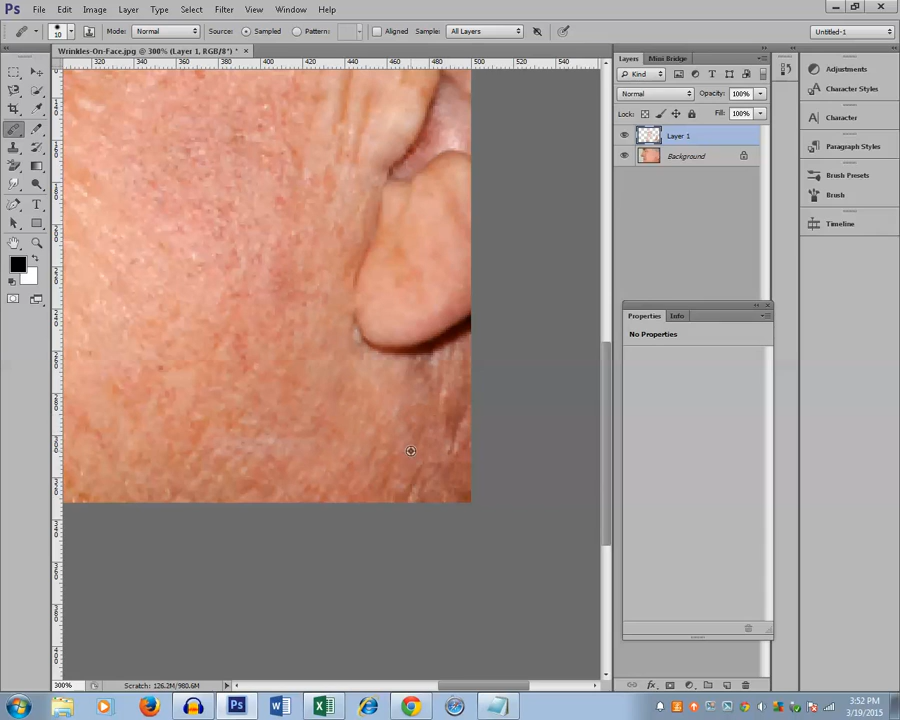 Ps File Edit Image Layer Type Select Filter View Window Help
10 Mode: Normal Source: Sampled Pattern: Aligned Sample: All Layers Untitled-1
Wrinkles-On-Face.jpg @ 300% (Layer 1, RGB/8*) * ×
Layers Mini Bridge
320 340 360 380 400 420 440 460 480 500 520 540
Kind
Adjustments
Normal Opacity: 100%
Character Styles
Lock: Fill: 100%
Character
Layer 1
Paragraph Styles
Background
Brush Presets
Brush
Timeline
Properties Info
No Properties
300% Scratch: 126.2M/980.6M
fx
Ps
3:52 PM
3/19/2015